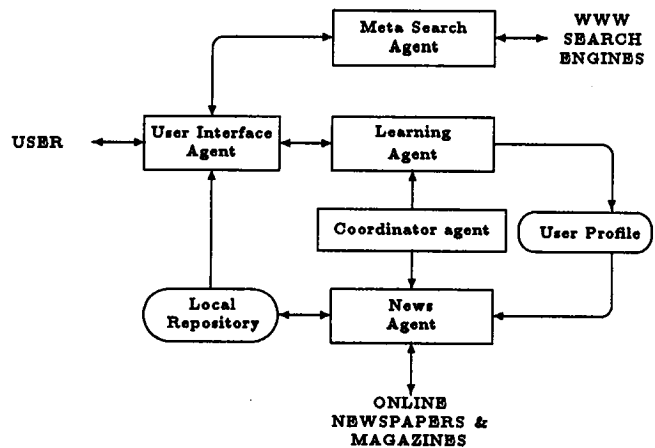 Meta Search
Agent
WWW
SEARCH
ENGINES
USER
User Interface
Agent
Learning
Agent
Coordinator agent
User Profile
Local
Repository
News
Agent
ONLINE
NEWSPAPERS &
MAGAZINES